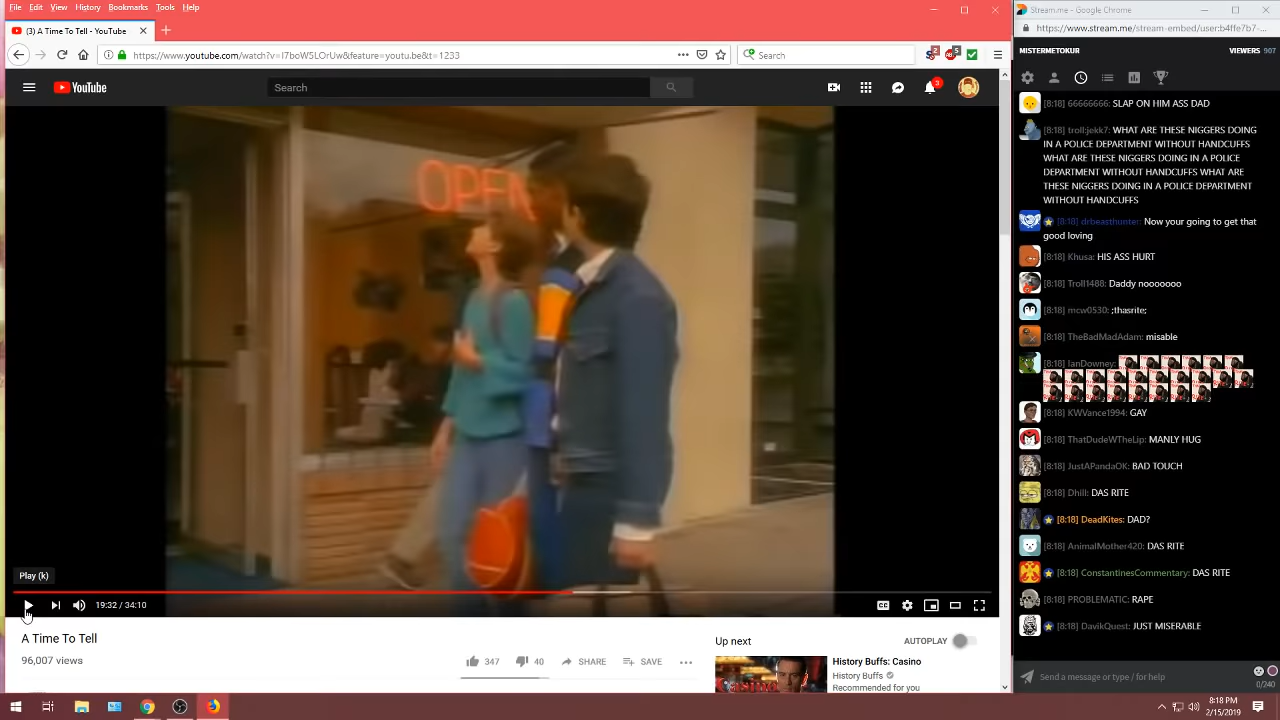 File Edit View History Bookmarks Tools Help
(3) A Time To Tell - YouTube
https://www.youtube.com/watch?v=I7boW5LOrUw&feature=youtu.be&t=1233
Search
YouTube
Search
3
Play (k)
19:32 / 34:10
A Time To Tell
96,007 views
347
40
SHARE
SAVE
Up next
AUTOPLAY
History Buffs: Casino
History Buffs
Recommended for you
Stream.me - Google Chrome
https://www.stream.me/stream-embed/user:b4ffe7b7-
MISTERMETOKUR
VIEWERS 907
[8:18] 66666666: SLAP ON HIM ASS DAD
[8:18] troll:jekk7: WHAT ARE THESE NIGGERS DOING
IN A POLICE DEPARTMENT WITHOUT HANDCUFFS
WHAT ARE THESE NIGGERS DOING IN A POLICE
DEPARTMENT WITHOUT HANDCUFFS WHAT ARE
THESE NIGGERS DOING IN A POLICE DEPARTMENT
WITHOUT HANDCUFFS
[8:18] drbeasthunter: Now your going to get that
good loving
[8:18] Khusa: HIS ASS HURT
[8:18] Troll1488: Daddy nooooooo
[8:18] mcw0530: ;thasrite;
[8:18] TheBadMadAdam: misable
[8:18] IanDowney:
[8:18] KWVance1994: GAY
[8:18] ThatDudeWTheLip: MANLY HUG
[8:18] JustAPandaOK: BAD TOUCH
[8:18] Dhill: DAS RITE
[8:18] DeadKites: DAD?
[8:18] AnimalMother420: DAS RITE
[8:18] ConstantinesCommentary: DAS RITE
[8:18] PROBLEMATIC: RAPE
[8:18] DavikQuest: JUST MISERABLE
Send a message or type / for help
0/240
8:18 PM
2/15/2019